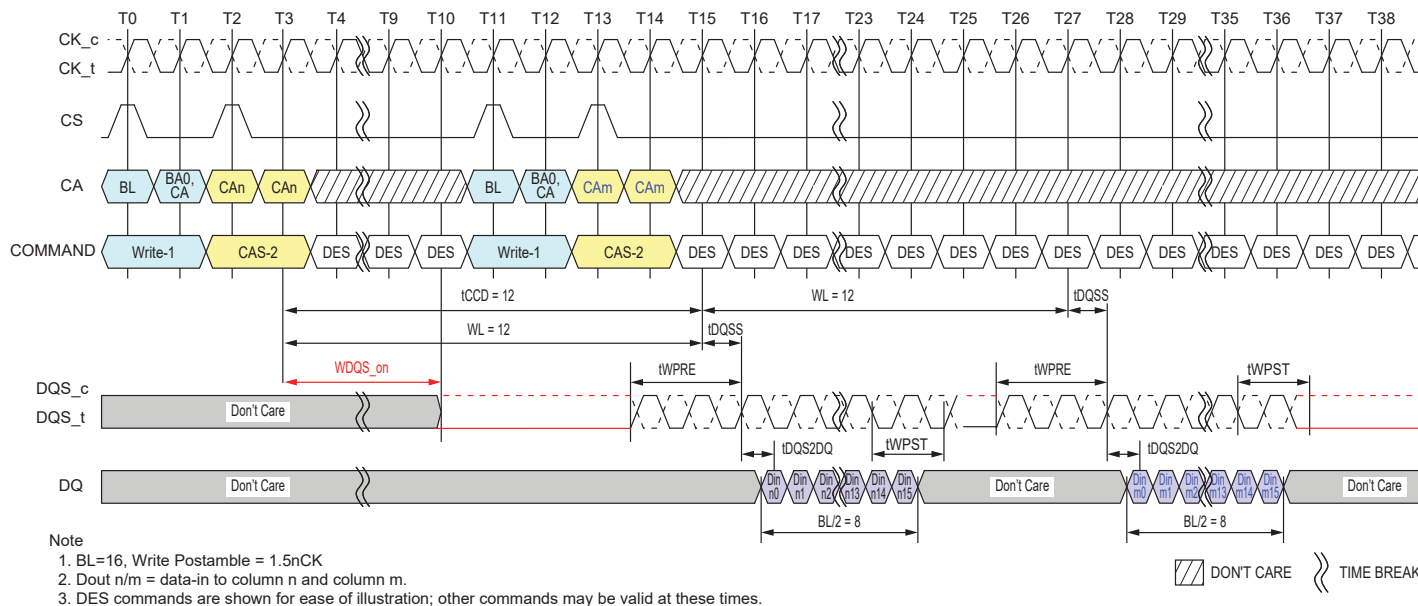 T0 T1 T2 T3 T4 T9 T10 T11 T12 T13 T14 T15 T16 T17 T23 T24 T25 T26 T27 T28 T29 T35 T36 T37 T38
CK_c
CK_t
CS
CA BL BA0, CA CAn CAn BL BA0, CA CAm CAm
COMMAND Write-1 CAS-2 DES DES DES Write-1 CAS-2 DES DES DES DES DES DES DES DES DES DES DES DES DES DES
tCCD = 12 WL = 12 tDQSS
WL = 12 tDQSS
WDQS_on tWPRE tWPRE tWPST
DQS_c
DQS_t Don't Care
tDQS2DQ tWPST tDQS2DQ
DQ Don't Care Din n0 Din n1 Din n2 Din n13 Din n14 Din n15 Don't Care Din m0 Din m1 Din m2 Din m13 Din m14 Din m15 Don't Care
BL/2 = 8 BL/2 = 8
Note
1. BL=16, Write Postamble = 1.5nCK
2. Dout n/m = data-in to column n and column m.
3. DES commands are shown for ease of illustration; other commands may be valid at these times.
DON'T CARE TIME BREAK